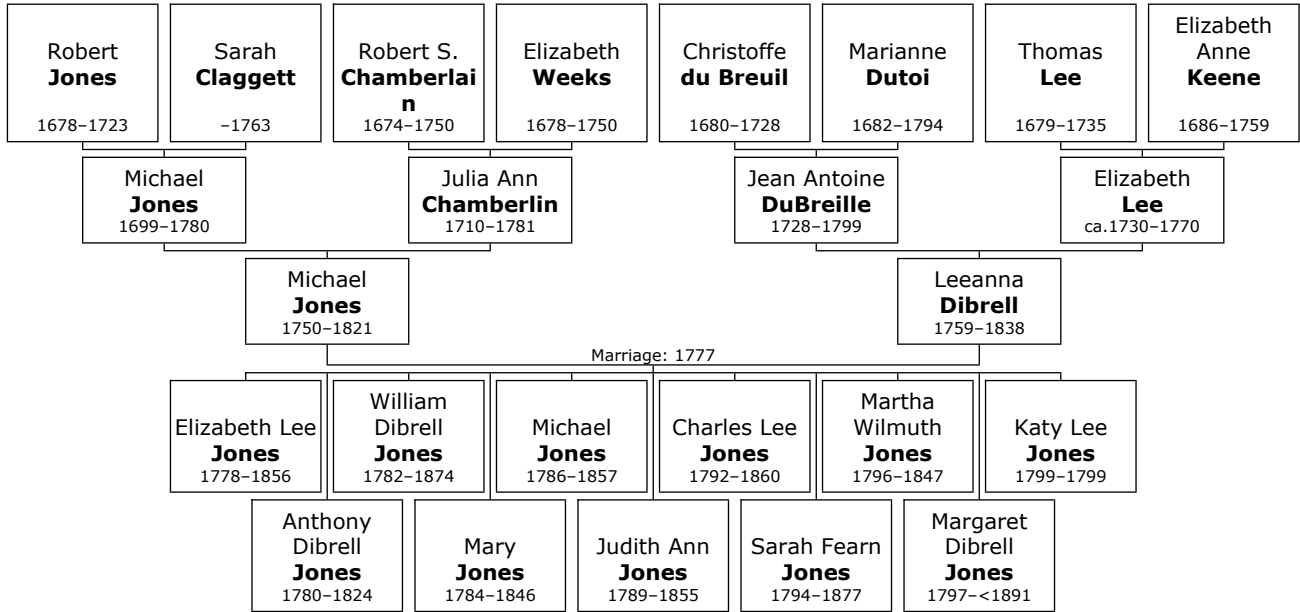 Robert
Jones
1678–1723
Sarah
Claggett
–1763
Robert S.
Chamberlai
n
1674–1750
Elizabeth
Weeks
1678–1750
Christoffe
du Breuil
1680–1728
Marianne
Dutoi
1682–1794
Thomas
Lee
1679–1735
Elizabeth
Anne
Keene
1686–1759
Michael
Jones
1699–1780
Julia Ann
Chamberlin
1710–1781
Jean Antoine
DuBreille
1728–1799
Elizabeth
Lee
ca.1730–1770
Michael
Jones
1750–1821
Leeanna
Dibrell
1759–1838
Marriage: 1777
Elizabeth Lee
Jones
1778–1856
William
Dibrell
Jones
1782–1874
Michael
Jones
1786–1857
Charles Lee
Jones
1792–1860
Martha
Wilmuth
Jones
1796–1847
Katy Lee
Jones
1799–1799
Anthony
Dibrell
Jones
1780–1824
Mary
Jones
1784–1846
Judith Ann
Jones
1789–1855
Sarah Fearn
Jones
1794–1877
Margaret
Dibrell
Jones
1797–<1891